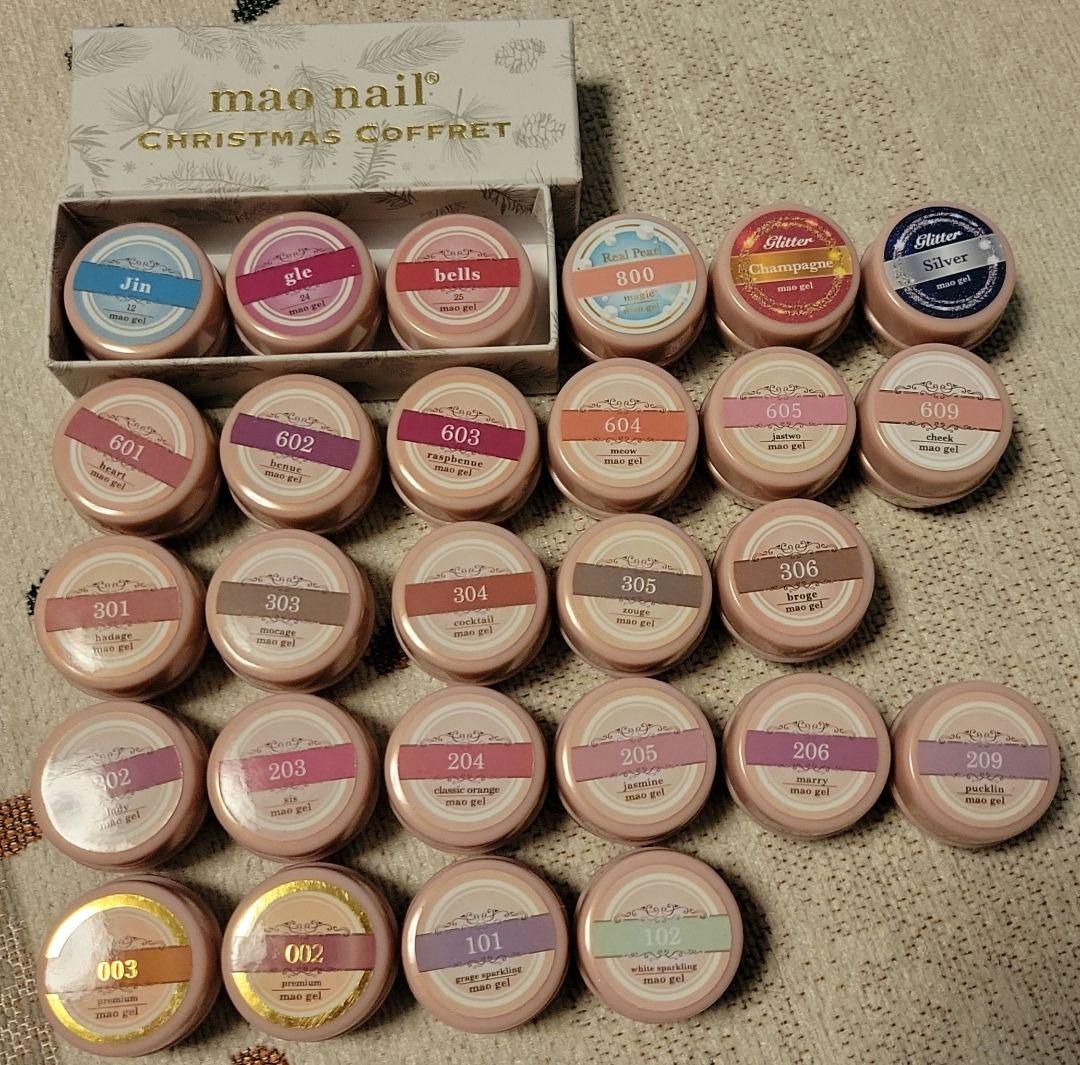 mao nail®
CHRISTMAS COFFRET
Jin
12
mao gel
gle
24
mao gel
bells
25
mao gel
Real Pearl
800
magic
mao gel
Glitter
Champagne
mao gel
Glitter
Silver
mao gel
601
heart
mao gel
602
benue
mao gel
603
raspbenue
mao gel
604
meow
mao gel
605
jastwo
mao gel
609
cheek
mao gel
301
hadage
mao gel
303
mocage
mao gel
304
cocktail
mao gel
305
zouge
mao gel
306
broge
mao gel
202
lady
mao gel
203
sis
mao gel
204
classic orange
mao gel
205
jasmine
mao gel
206
marry
mao gel
209
pucklin
mao gel
003
premium
mao gel
002
premium
mao gel
101
grage sparkling
mao gel
102
white sparkling
mao gel